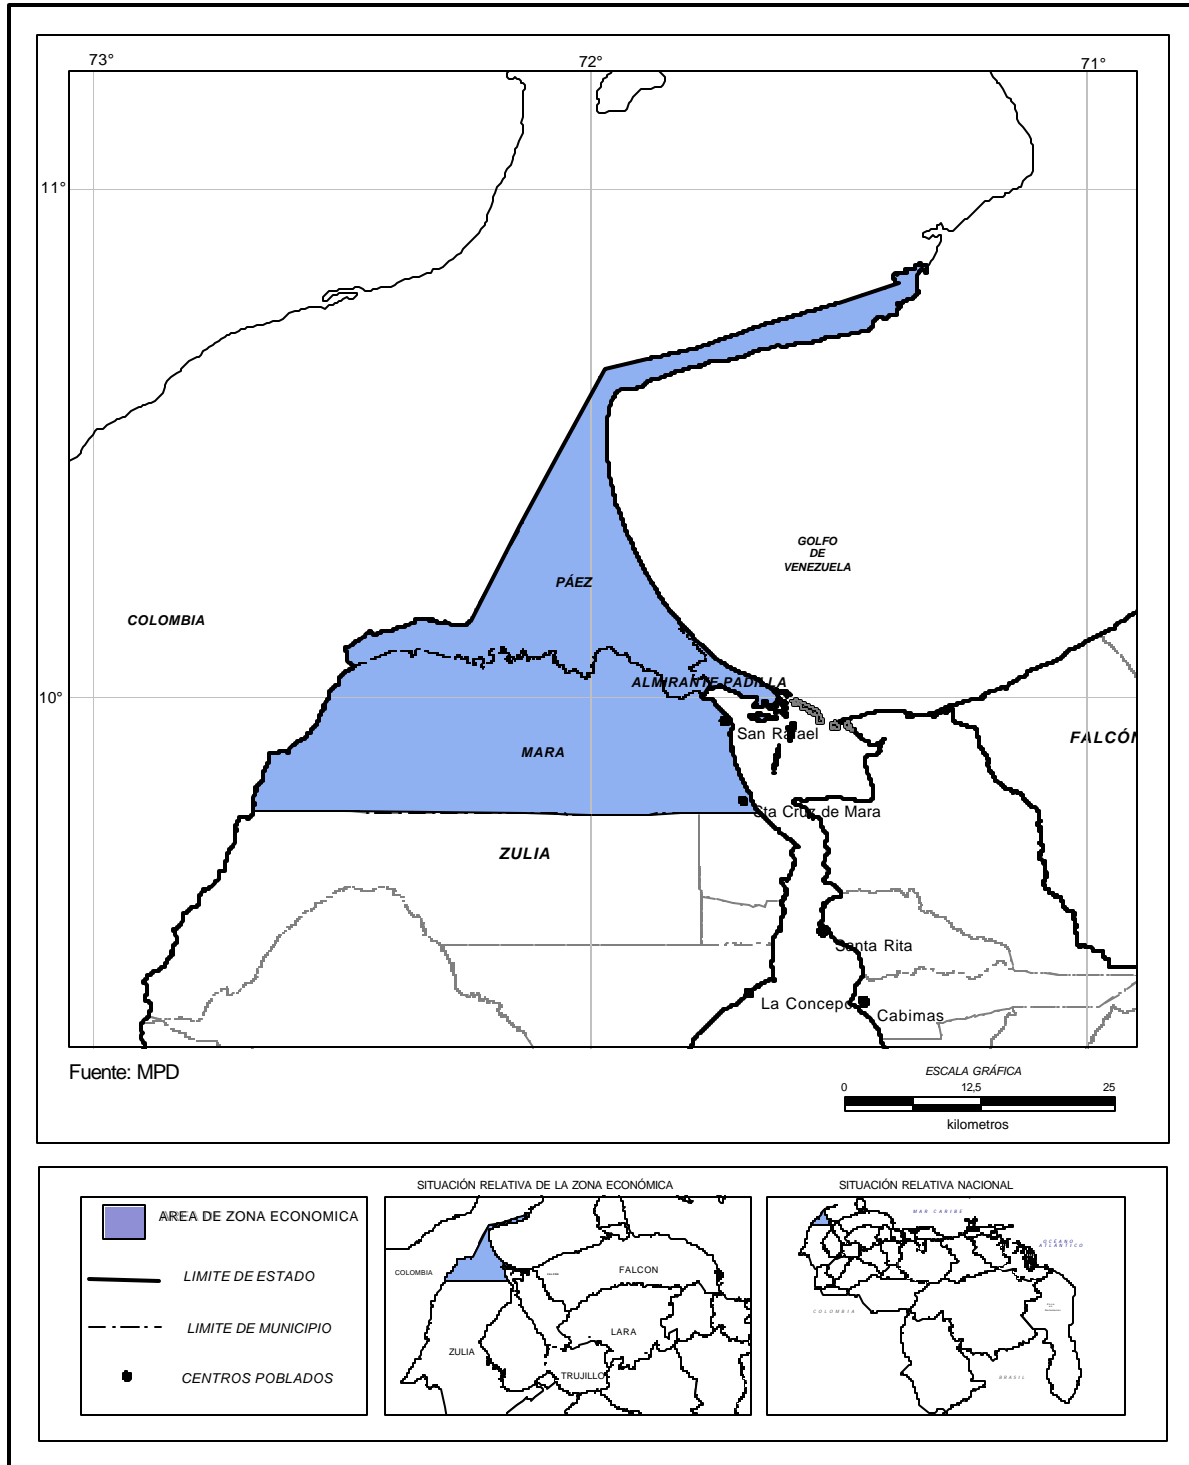 73°
72°
71°
11°
GOLFO
DE
VENEZUELA
PÁEZ
COLOMBIA
ALMIRANTE PADILLA
10°
San Rafael
FALCÓN
MARA
Sta Cruz de Mara
ZULIA
Santa Rita
La Concepc
Cabimas
Fuente: MPD
ESCALA GRÁFICA
0 12,5 25
kilometros
SITUACIÓN RELATIVA DE LA ZONA ECONÓMICA
SITUACIÓN RELATIVA NACIONAL
AREA DE ZONA ECONOMICA
LIMITE DE ESTADO
LIMITE DE MUNICIPIO
CENTROS POBLADOS
COLOMBIA
FALCON
LARA
ZULIA
TRUJILLO
MAR CARIBE
OCEANO
ATLANTICO
COLOMBIA
BRASIL